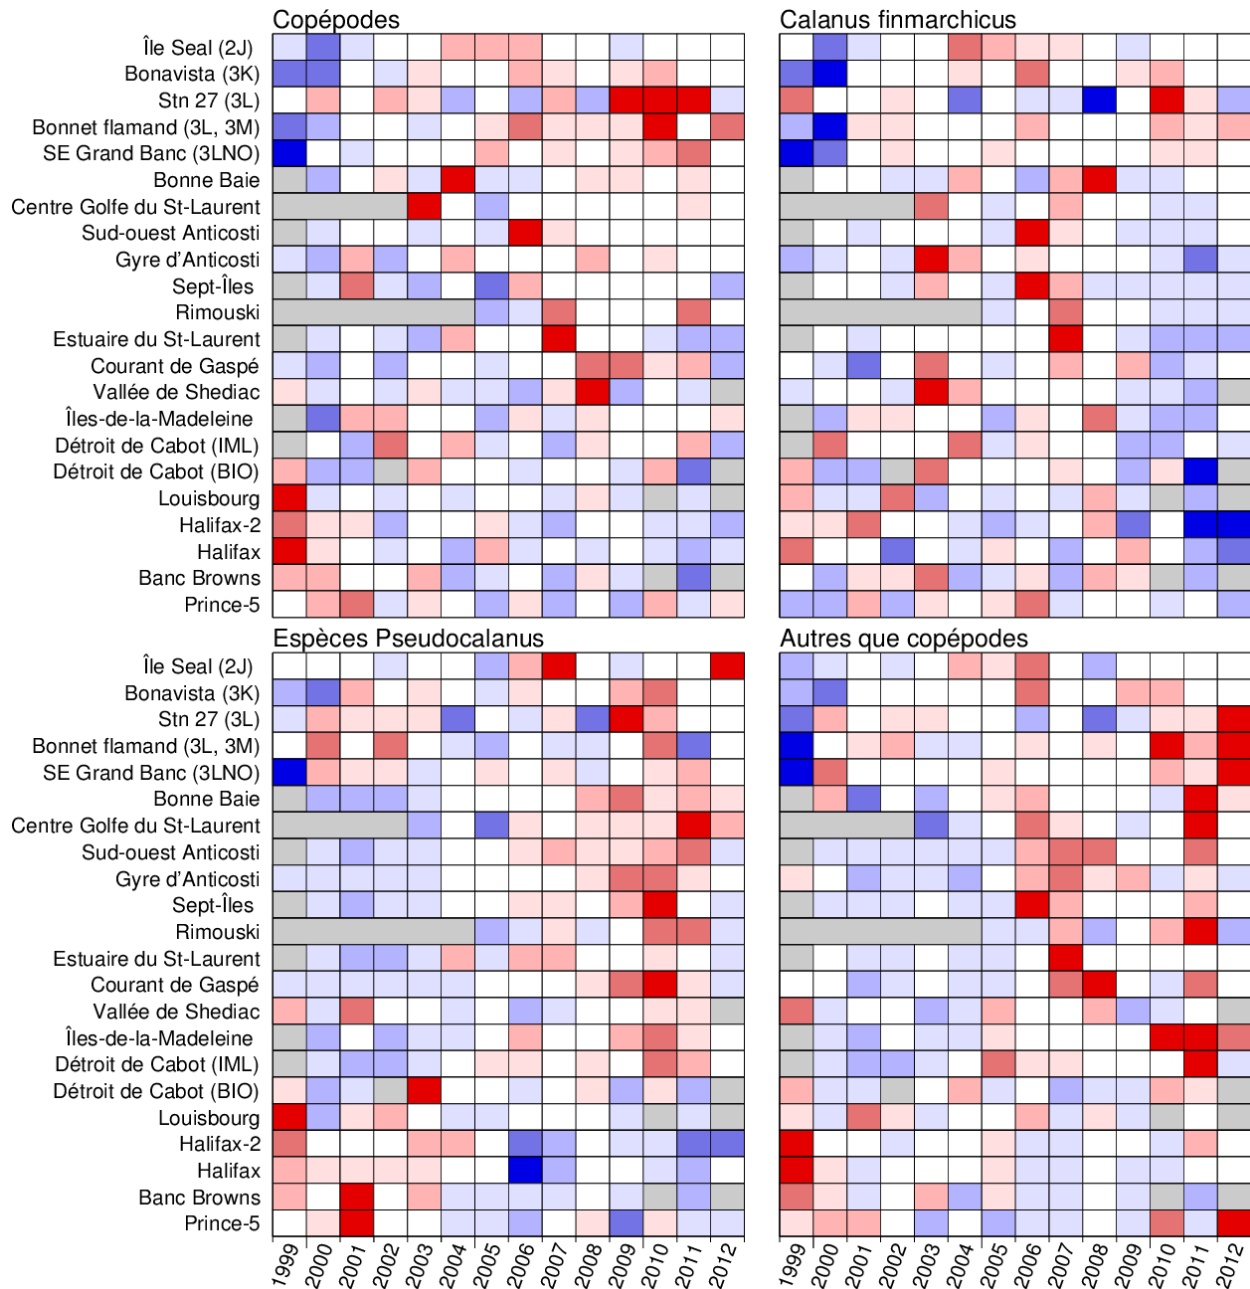 Copépodes
Calanus finmarchicus
Île Seal (2J)
Bonavista (3K)
Stn 27 (3L)
Bonnet flamand (3L, 3M)
SE Grand Banc (3LNO)
Bonne Baie
Centre Golfe du St-Laurent
Sud-ouest Anticosti
Gyre d'Anticosti
Sept-Îles
Rimouski
Estuaire du St-Laurent
Courant de Gaspé
Vallée de Shediac
Îles-de-la-Madeleine
Détroit de Cabot (IML)
Détroit de Cabot (BIO)
Louisbourg
Halifax-2
Halifax
Banc Browns
Prince-5
Espèces Pseudocalanus
Autres que copépodes
Île Seal (2J)
Bonavista (3K)
Stn 27 (3L)
Bonnet flamand (3L, 3M)
SE Grand Banc (3LNO)
Bonne Baie
Centre Golfe du St-Laurent
Sud-ouest Anticosti
Gyre d'Anticosti
Sept-Îles
Rimouski
Estuaire du St-Laurent
Courant de Gaspé
Vallée de Shediac
Îles-de-la-Madeleine
Détroit de Cabot (IML)
Détroit de Cabot (BIO)
Louisbourg
Halifax-2
Halifax
Banc Browns
Prince-5
1999 2000 2001 2002 2003 2004 2005 2006 2007 2008 2009 2010 2011 2012
1999 2000 2001 2002 2003 2004 2005 2006 2007 2008 2009 2010 2011 2012